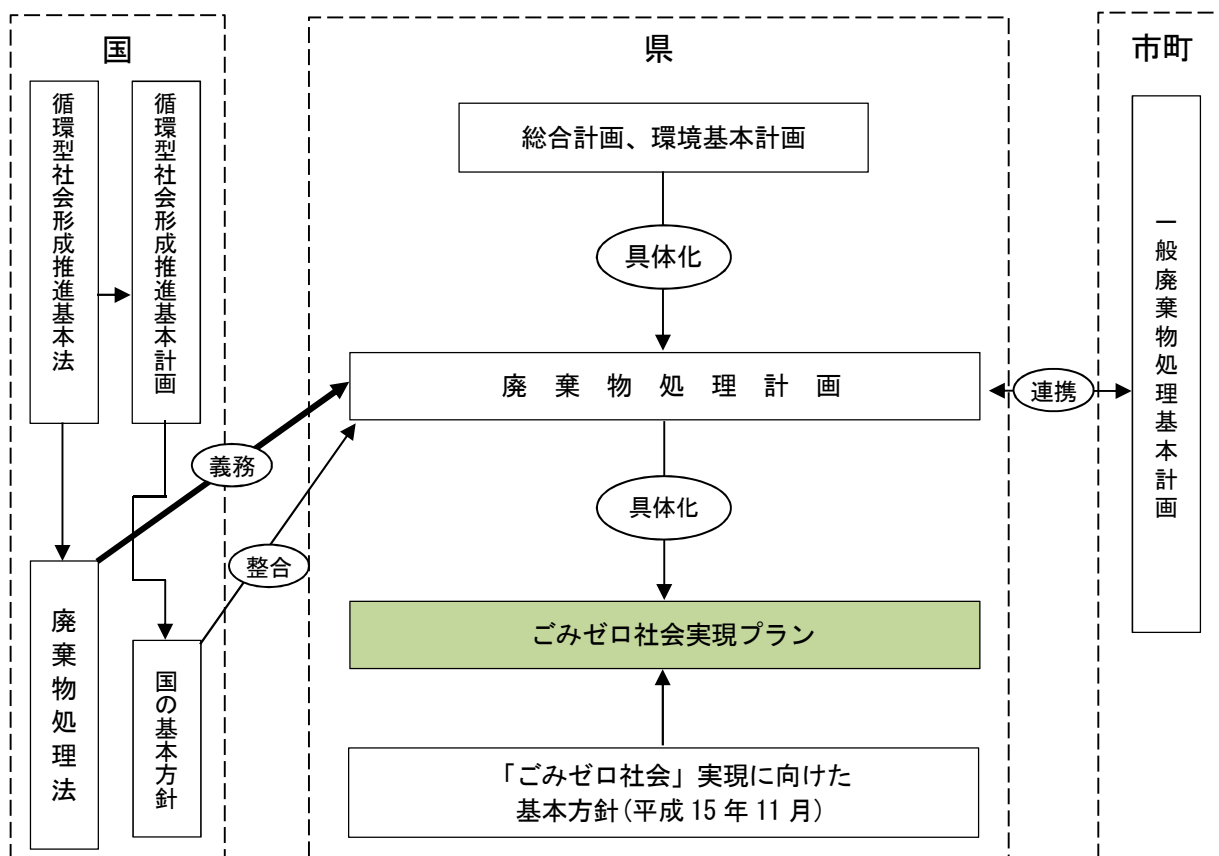 国
循環型社会形成推進基本法
循環型社会形成推進基本計画
廃棄物処理法
国の基本方針
義務
整合
県
総合計画、環境基本計画
具体化
廃棄物処理計画
具体化
ごみゼロ社会実現プラン
「ごみゼロ社会」実現に向けた
基本方針(平成15年11月)
連携
市町
一般廃棄物処理基本計画